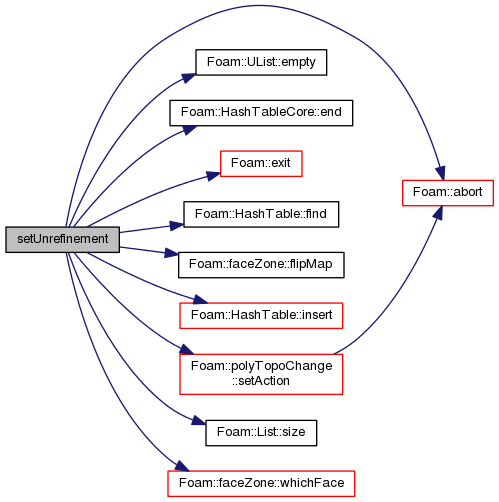 Foam::UList::empty
Foam::HashTableCore::end
Foam::exit
Foam::abort
Foam::HashTable::find
setUnrefinement
Foam::faceZone::flipMap
Foam::HashTable::insert
Foam::polyTopoChange
::setAction
Foam::List::size
Foam::faceZone::whichFace